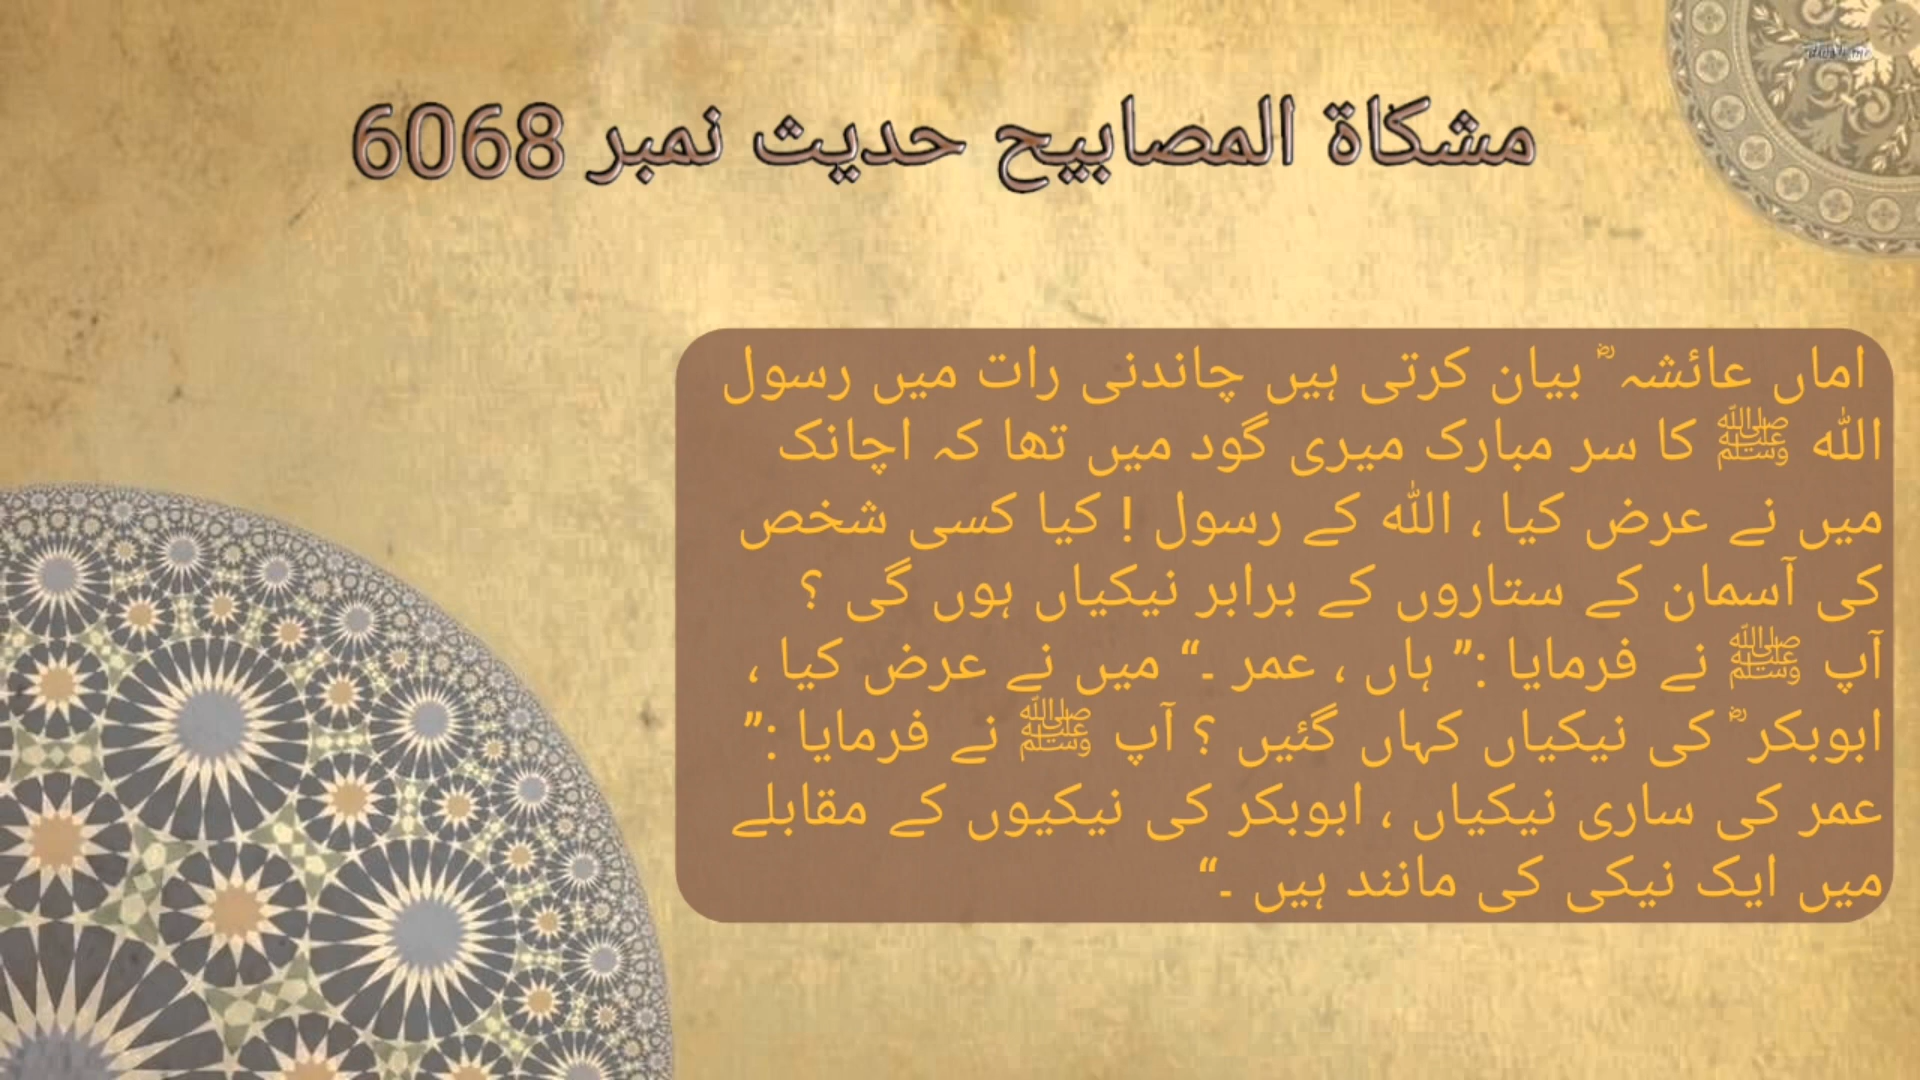 مشکاۃ المصابیح حدیث نمبر 6068
اماں عائشہ ؓ بیان کرتی ہیں چاندنی رات میں رسول
اللہ ﷺ کا سر مبارک میری گود میں تھا کہ اچانک
میں نے عرض کیا ، اللہ کے رسول ! کیا کسی شخص
کی آسمان کے ستاروں کے برابر نیکیاں ہوں گی ؟
آپ ﷺ نے فرمایا :’’ ہاں ، عمر ۔‘‘ میں نے عرض کیا ،
ابوبکر ؓ کی نیکیاں کہاں گئیں ؟ آپ ﷺ نے فرمایا :’’
عمر کی ساری نیکیاں ، ابوبکر کی نیکیوں کے مقابلے
میں ایک نیکی کی مانند ہیں ۔‘‘